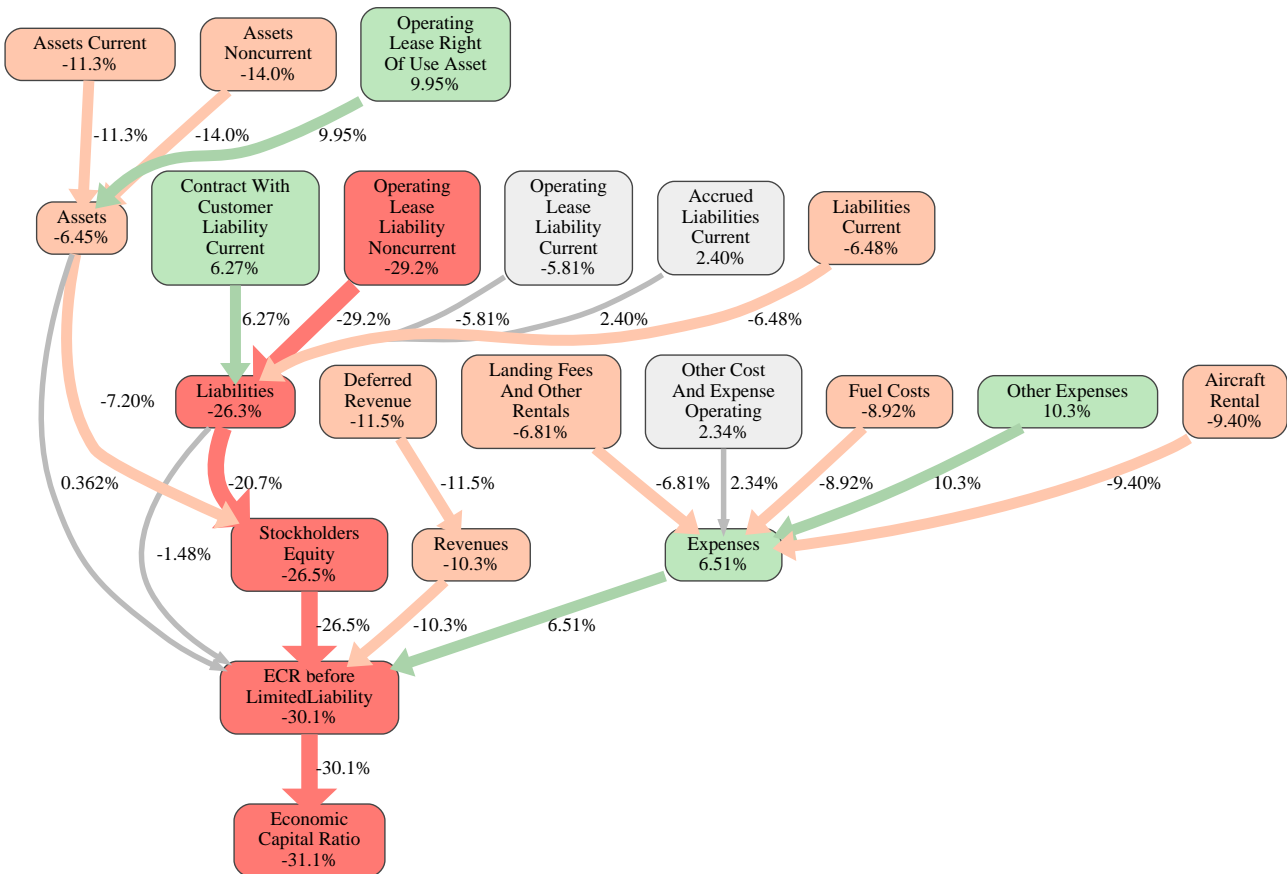 Assets Current
-11.3%
Assets
Noncurrent
-14.0%
Operating
Lease Right
Of Use Asset
9.95%
-11.3%
-14.0%
9.95%
Assets
-6.45%
Contract With
Customer
Liability
Current
6.27%
Operating
Lease
Liability
Noncurrent
-29.2%
Operating
Lease
Liability
Current
-5.81%
Accrued
Liabilities
Current
2.40%
Liabilities
Current
-6.48%
6.27%
-29.2%
-5.81%
2.40%
-6.48%
Liabilities
-26.3%
Deferred
Revenue
-11.5%
Landing Fees
And Other
Rentals
-6.81%
Other Cost
And Expense
Operating
2.34%
Fuel Costs
-8.92%
Other Expenses
10.3%
Aircraft
Rental
-9.40%
-7.20%
0.362%
-20.7%
-11.5%
-6.81%
2.34%
-8.92%
10.3%
-9.40%
-1.48%
Stockholders
Equity
-26.5%
Revenues
-10.3%
Expenses
6.51%
-26.5%
-10.3%
6.51%
ECR before
LimitedLiability
-30.1%
-30.1%
Economic
Capital Ratio
-31.1%